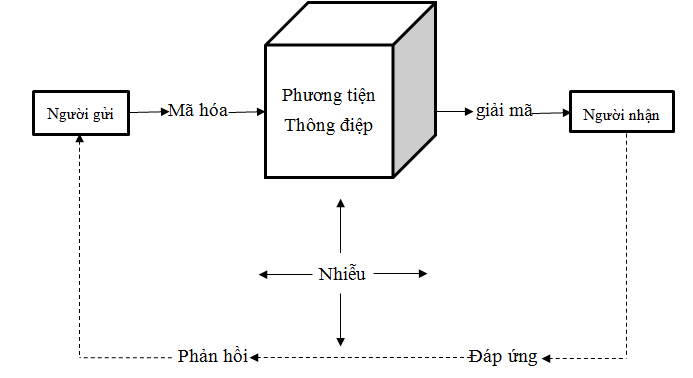 Phương tiện
Thông điệp
Người gửi
Mã hóa
giải mã
Người nhận
Nhiễu
Phản hồi
Đáp ứng